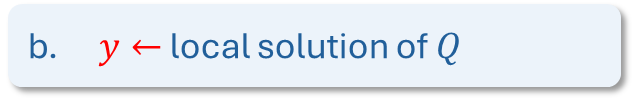 b. y ← local solution of Q